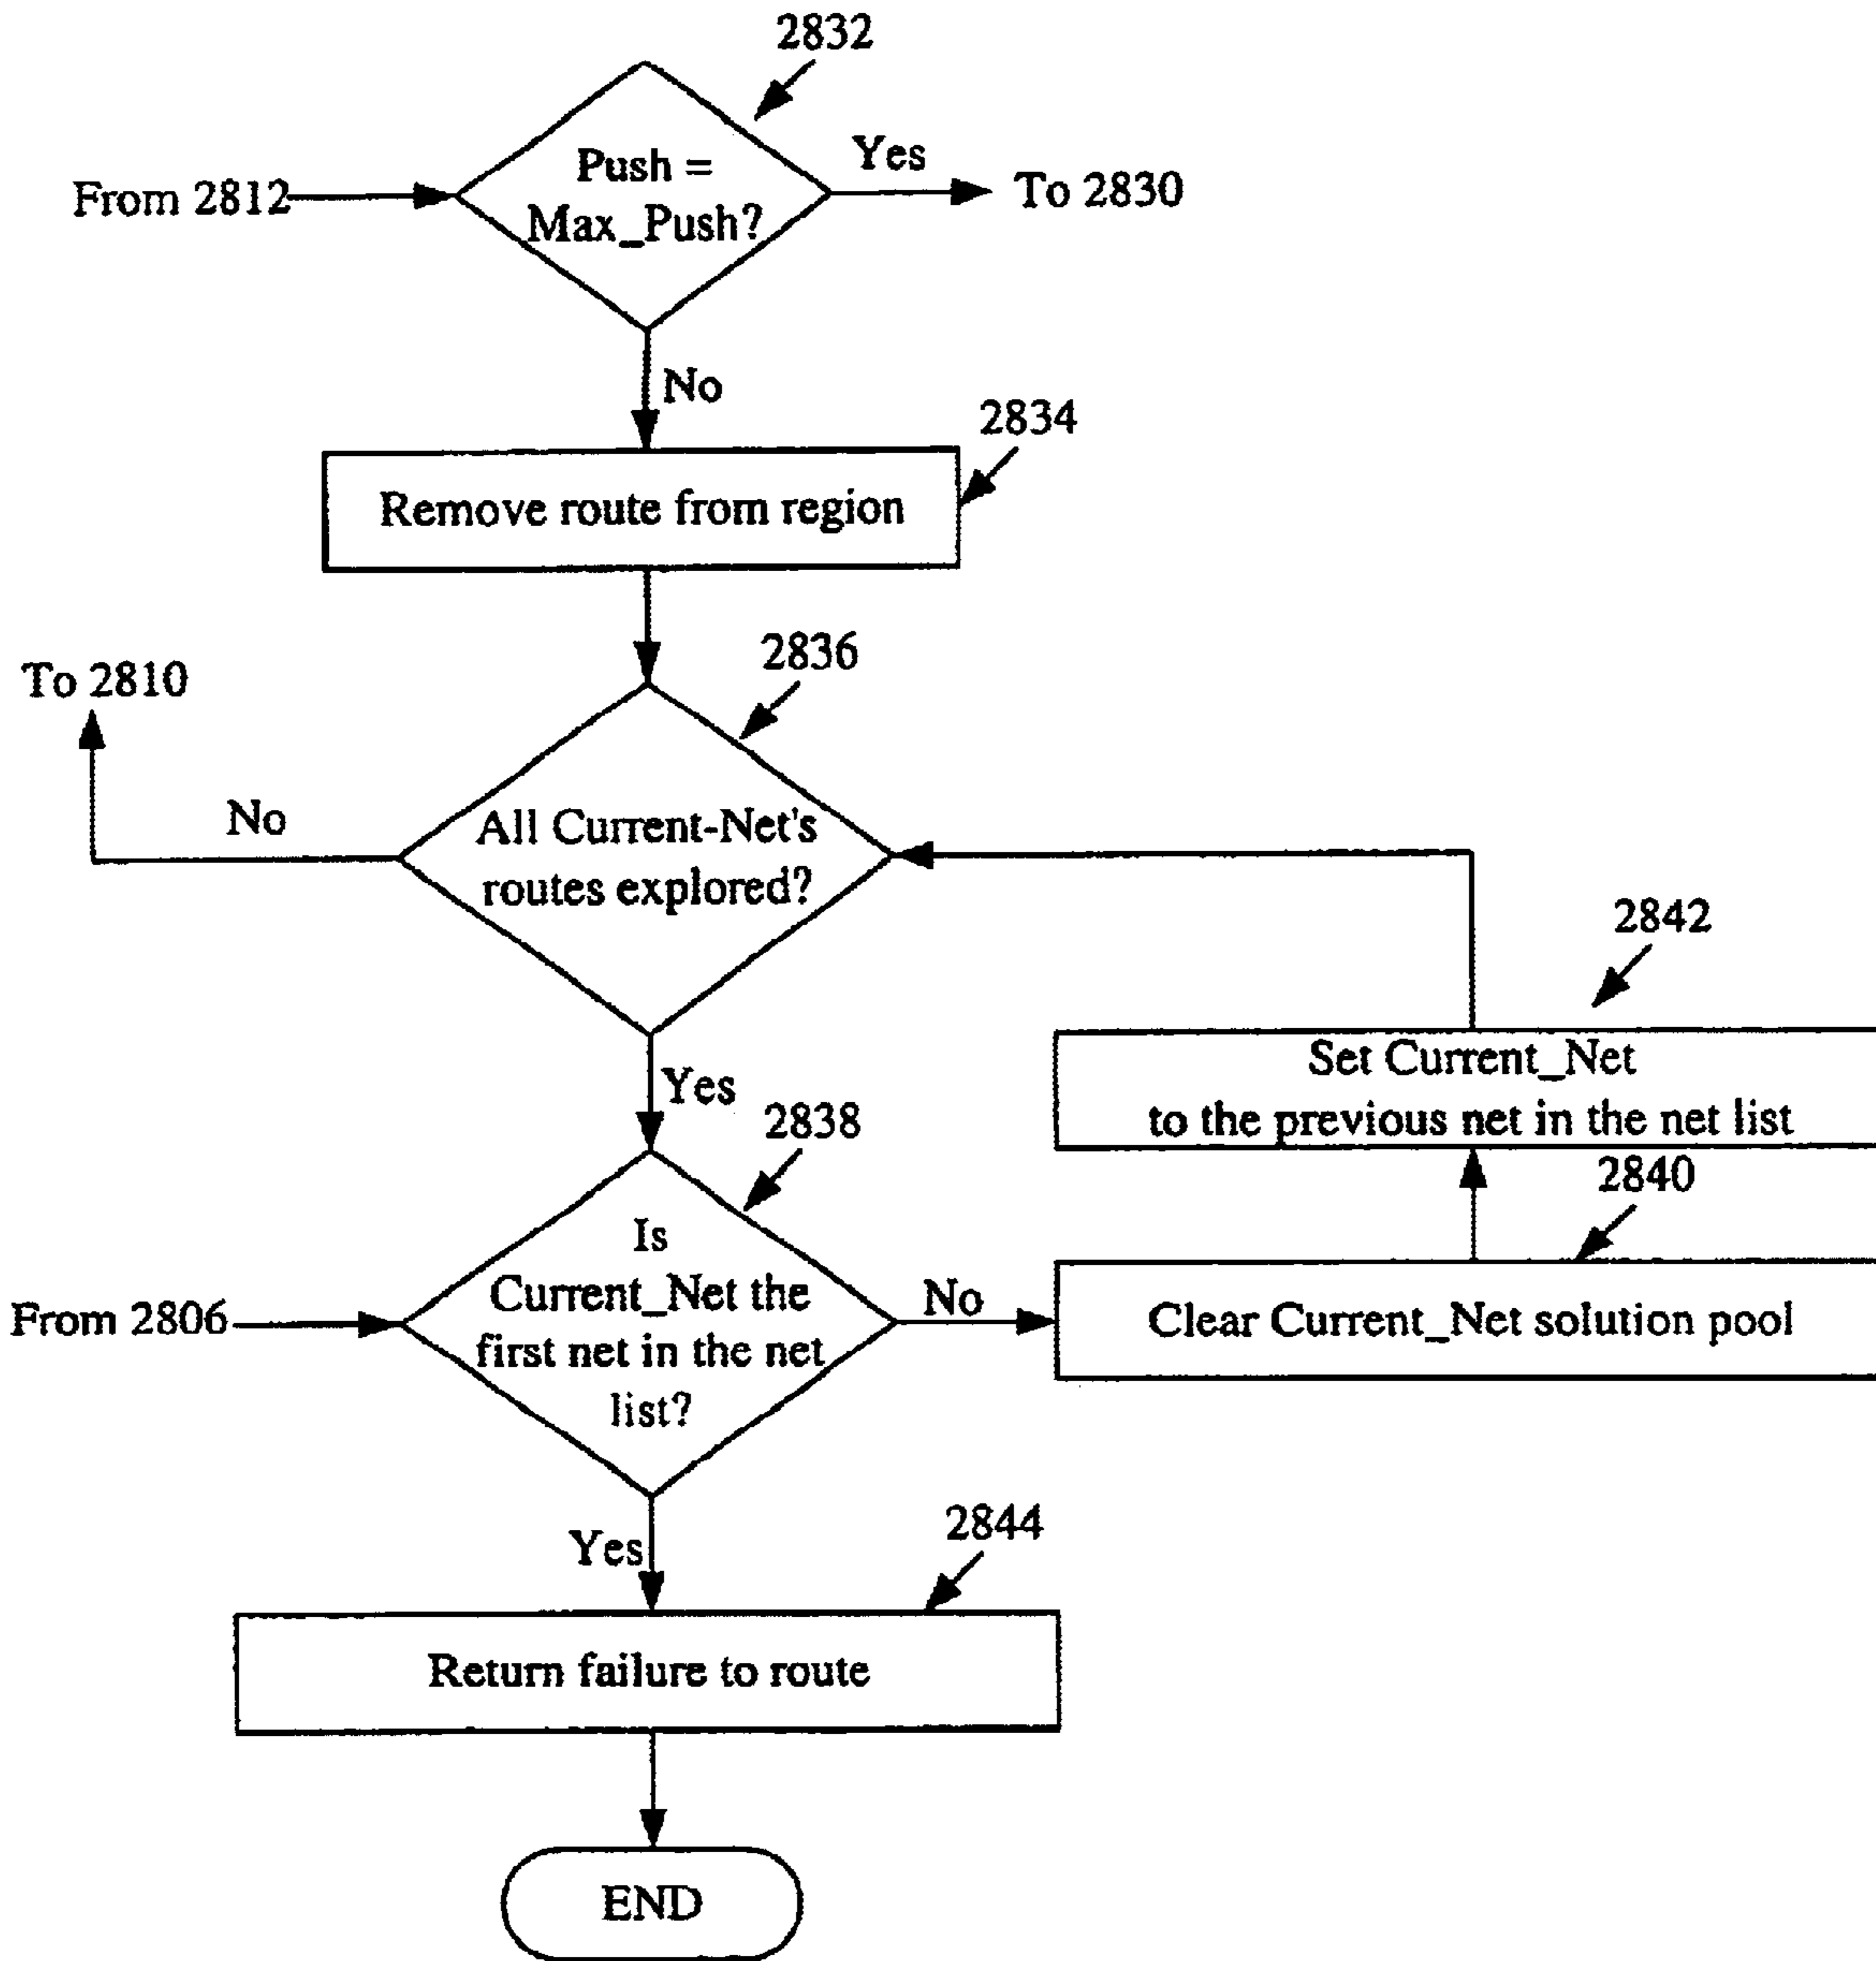 2832
Push =
Max_Push?
Yes
From 2812
To 2830
No
2834
Remove route from region
2836
To 2810
No
All Current-Net's
routes explored?
2842
Set Current_Net
to the previous net in the net list
Yes
2838
2840
Is
Current_Net the
first net in the net
list?
From 2806
No
Clear Current_Net solution pool
Yes
2844
Return failure to route
END